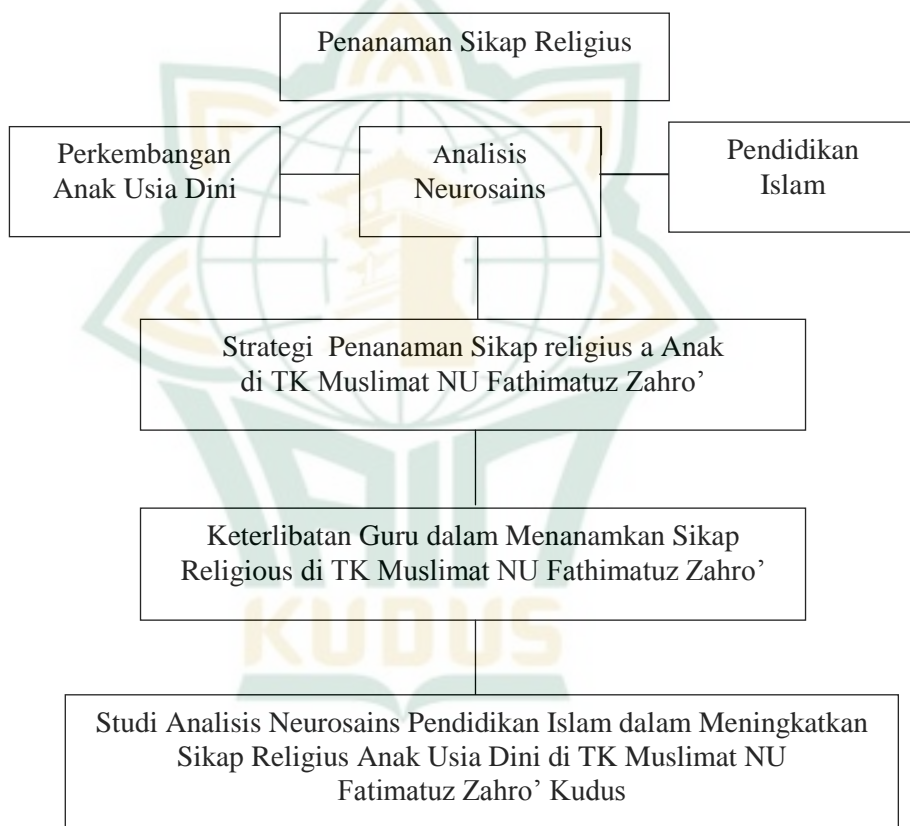 Penanaman Sikap Religius
Perkembangan
Anak Usia Dini
Analisis
Neurosains
Pendidikan
Islam
Strategi Penanaman Sikap religius a Anak
di TK Muslimat NU Fathimatuz Zahro’
Keterlibatan Guru dalam Menanamkan Sikap
Religious di TK Muslimat NU Fathimatuz Zahro’
Studi Analisis Neurosains Pendidikan Islam dalam Meningkatkan
Sikap Religius Anak Usia Dini di TK Muslimat NU
Fatimatuz Zahro’ Kudus
IAIN
KUDUS